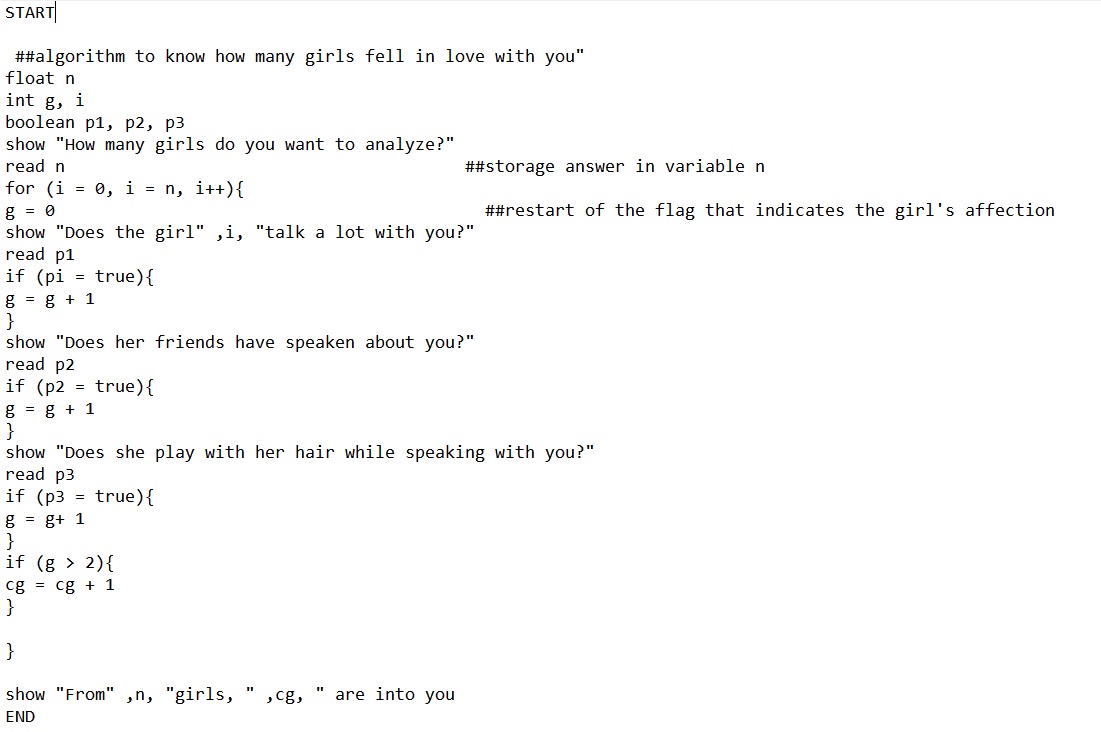 START
##algorithm to know how many girls fell in love with you"
float n
int g, i
boolean p1, p2, p3
show "How many girls do you want to analyze?"
read n ##storage answer in variable n
for (i = 0, i = n, i++){
g = 0 ##restart of the flag that indicates the girl's affection
show "Does the girl" ,i, "talk a lot with you?"
read p1
if (pi = true){
g = g + 1
}
show "Does her friends have speaken about you?"
read p2
if (p2 = true){
g = g + 1
}
show "Does she play with her hair while speaking with you?"
read p3
if (p3 = true){
g = g+ 1
}
if (g > 2){
cg = cg + 1
}
}
show "From" ,n, "girls, " ,cg, " are into you
END